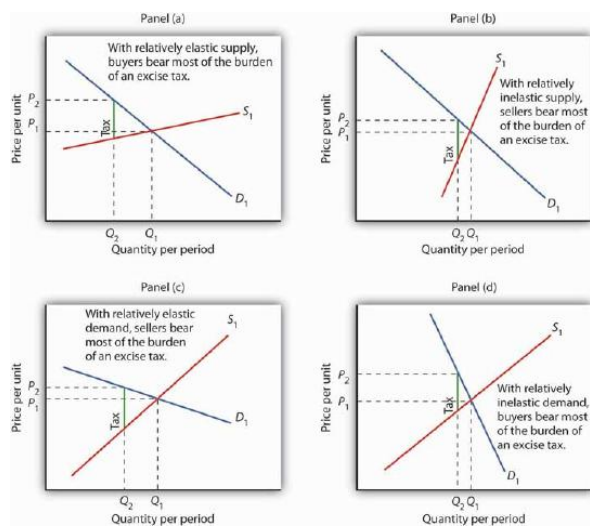 Panel (a)
With relatively elastic supply,
buyers bear most of the burden
of an excise tax.
Price per unit
P2
P1
Tax
S1
D1
Q2
Q1
Quantity per period
Panel (b)
S1
With relatively
inelastic supply,
sellers bear most
of the burden of
an excise tax.
Price per unit
P2
P1
Tax
D1
Q2 Q1
Quantity per period
Panel (c)
With relatively elastic
demand, sellers bear
most of the burden
of an excise tax.
S1
Price per unit
P2
P1
Tax
D1
Q2
Q1
Quantity per period
Panel (d)
S1
Price per unit
P2
P1
Tax
With relatively
inelastic demand,
buyers bear most
of the burden of
an excise tax.
D1
Q2 Q1
Quantity per period